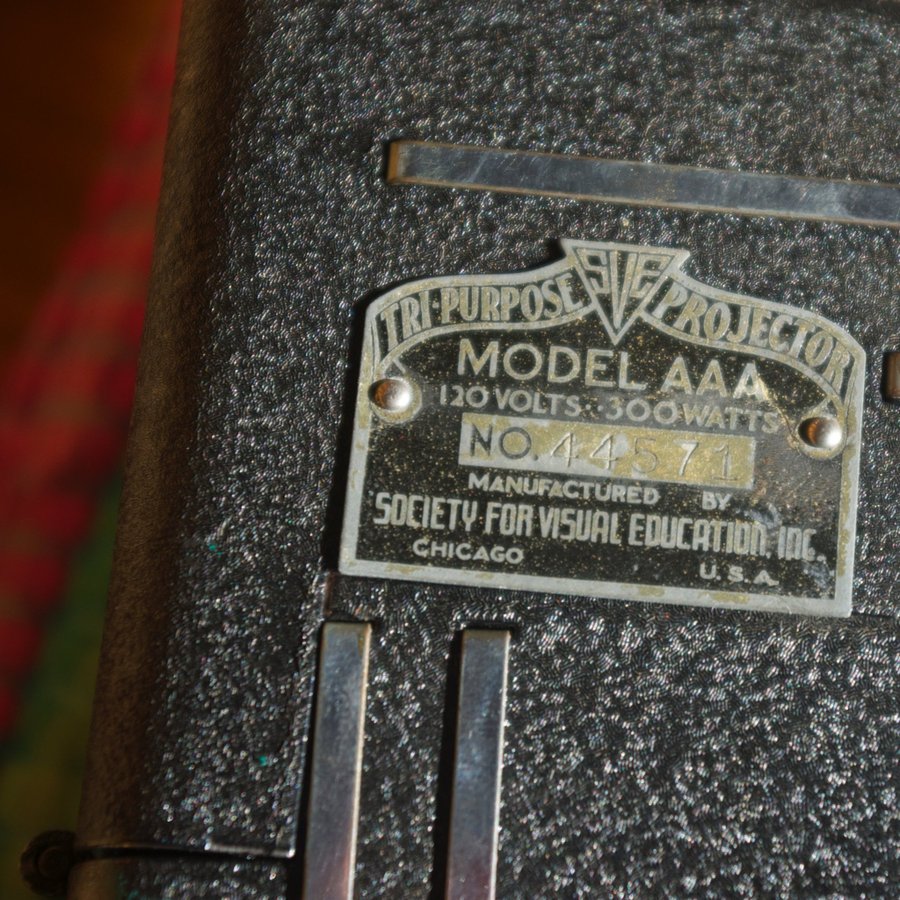 TRI-PURPOSE SVE PROJECTOR
MODEL AAA
120 VOLTS··300 WATTS
NO. 44571
MANUFACTURED BY
SOCIETY FOR VISUAL EDUCATION, INC.
CHICAGO U.S.A.